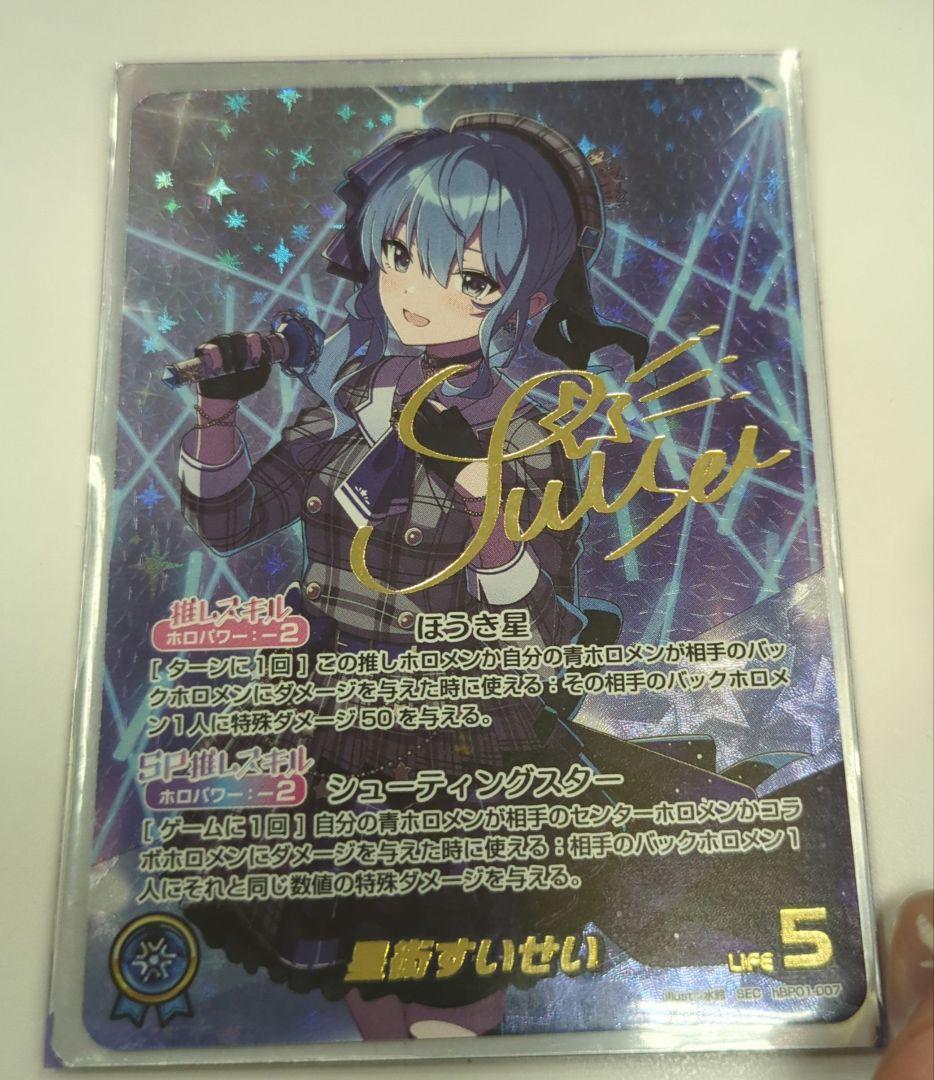 Suisei
推しスキル
ホロパワー：－2
ほうき星
[ ターンに１回 ] この推しホロメンか自分の青ホロメンが相手のバッ
クホロメンにダメージを与えた時に使える：その相手のバックホロメ
ン１人に特殊ダメージ50を与える。
SP推しスキル
ホロパワー：－2
シューティングスター
[ ゲームに１回 ] 自分の青ホロメンが相手のセンターホロメンかコラ
ボホロメンにダメージを与えた時に使える：相手のバックホロメン１
人にそれと同じ数値の特殊ダメージを与える。
星街すいせい
LIFE 5
illust：水鈴 SEC hBP01-007